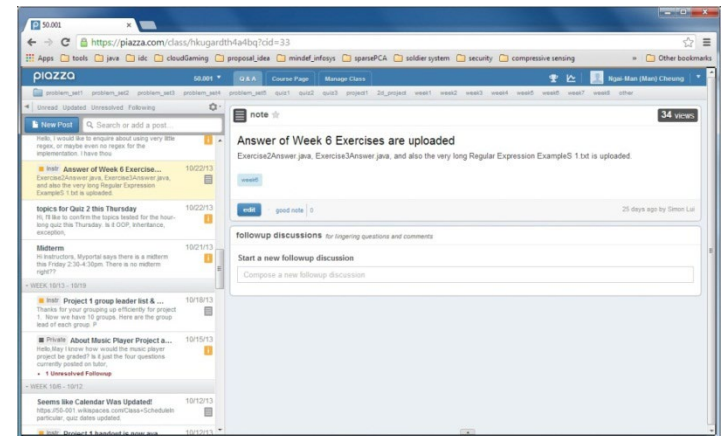 50.001
https://piazza.com/class/hkugardth4a4bq?cid=33
Apps tools java idc cloudGaming proposal_idea mindef_infosys sparsePCA soldier system security compressive sensing » Other bookmarks
piazza 50.001 Q & A Course Page Manage Class Ngai-Man (Man) Cheung
problem_set1 problem_set2 problem_set3 problem_set4 problem_set5 quiz1 quiz2 quiz3 project1 2d_project week1 week2 week3 week4 week5 week6 week7 week8 other
Unread Updated Unresolved Following
New Post Search or add a post...
Hello, I would like to enquire about using very little
regex, or maybe even no regex for the
implementation. I have thou
Instr Answer of Week 6 Exercise... 10/22/13
Exercise2Answer.java, Exercise3Answer.java,
and also the very long Regular Expression
ExampleS 1.txt is uploaded.
topics for Quiz 2 this Thursday 10/22/13
Hi, I'll like to confirm the topics tested for the hour-
long quiz this Thursday. Is it OOP, Inheritance,
exception,
Midterm 10/21/13
Hi instructors, Myportal says there is a midterm
this Friday 2:30-4:30pm. There is no midterm
right??
WEEK 10/13 - 10/19
Instr Project 1 group leader list & ... 10/18/13
Thanks for your grouping up efficiently for project
1. Now we have 10 groups. Here are the group
lead of each group. P
Private About Music Player Project a... 10/15/13
Hello,May I know how would the music player
project be graded? Is it just the four questions
currently posted on tutor,
1 Unresolved Followup
WEEK 10/6 - 10/12
Seems like Calendar Was Updated! 10/12/13
https://50-001.wikispaces.com/Class+ScheduleIn
particular, quiz dates updated.
Instr Project 1 handout is now ava... 10/12/13
note 34 views
Answer of Week 6 Exercises are uploaded
Exercise2Answer.java, Exercise3Answer.java, and also the very long Regular Expression ExampleS 1.txt is uploaded.
week6
edit good note 0 25 days ago by Simon Lui
followup discussions for lingering questions and comments
Start a new followup discussion
Compose a new followup discussion